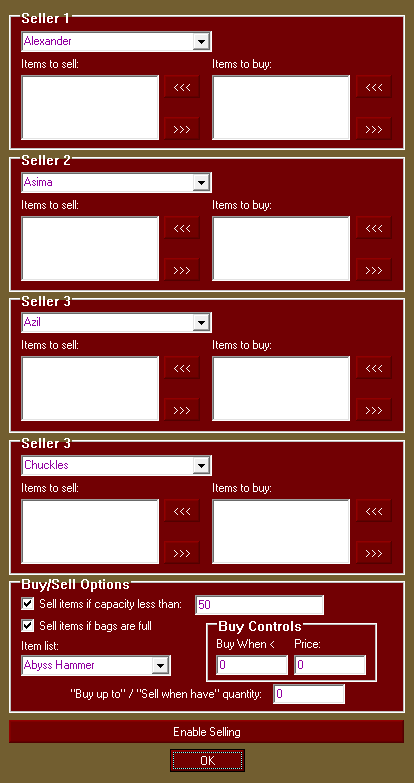 Seller 1
Alexander
Items to sell: Items to buy:
<<< <<<
>>> >>>
Seller 2
Asima
Items to sell: Items to buy:
<<< <<<
>>> >>>
Seller 3
Azil
Items to sell: Items to buy:
<<< <<<
>>> >>>
Seller 3
Chuckles
Items to sell: Items to buy:
<<< <<<
>>> >>>
Buy/Sell Options
Sell items if capacity less than: 50
Sell items if bags are full
Buy Controls
Item list: Buy When < Price:
Abyss Hammer 0 0
"Buy up to" / "Sell when have" quantity: 0
Enable Selling
OK